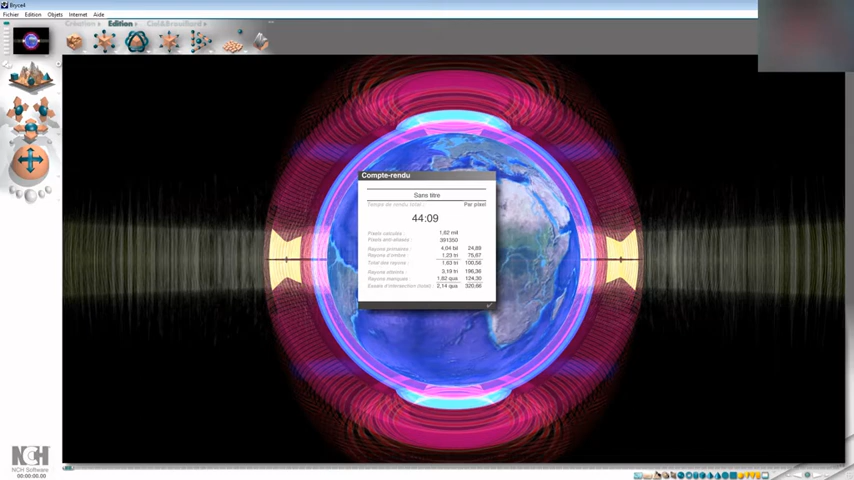 Bryce4
Fichier Edition Objets Internet Aide
Création Edition Ciel&Brouillard
Compte-rendu
Sans titre
Temps de rendu total : Par pixel
44:09
Pixels calculés : 1,62 mil
Pixels anti-aliasés : 391350
Rayons primaires : 4,04 bil 24,89
Rayons d'ombre : 1,23 tri 75,67
Total des rayons : 1,63 tri 100,56
Rayons atteints : 3,19 tri 196,36
Rayons manqués : 1,82 qua 124,30
Essais d'intersection (total) : 2,14 qua 320,66
NCH
NCH Software
00:00:00.00